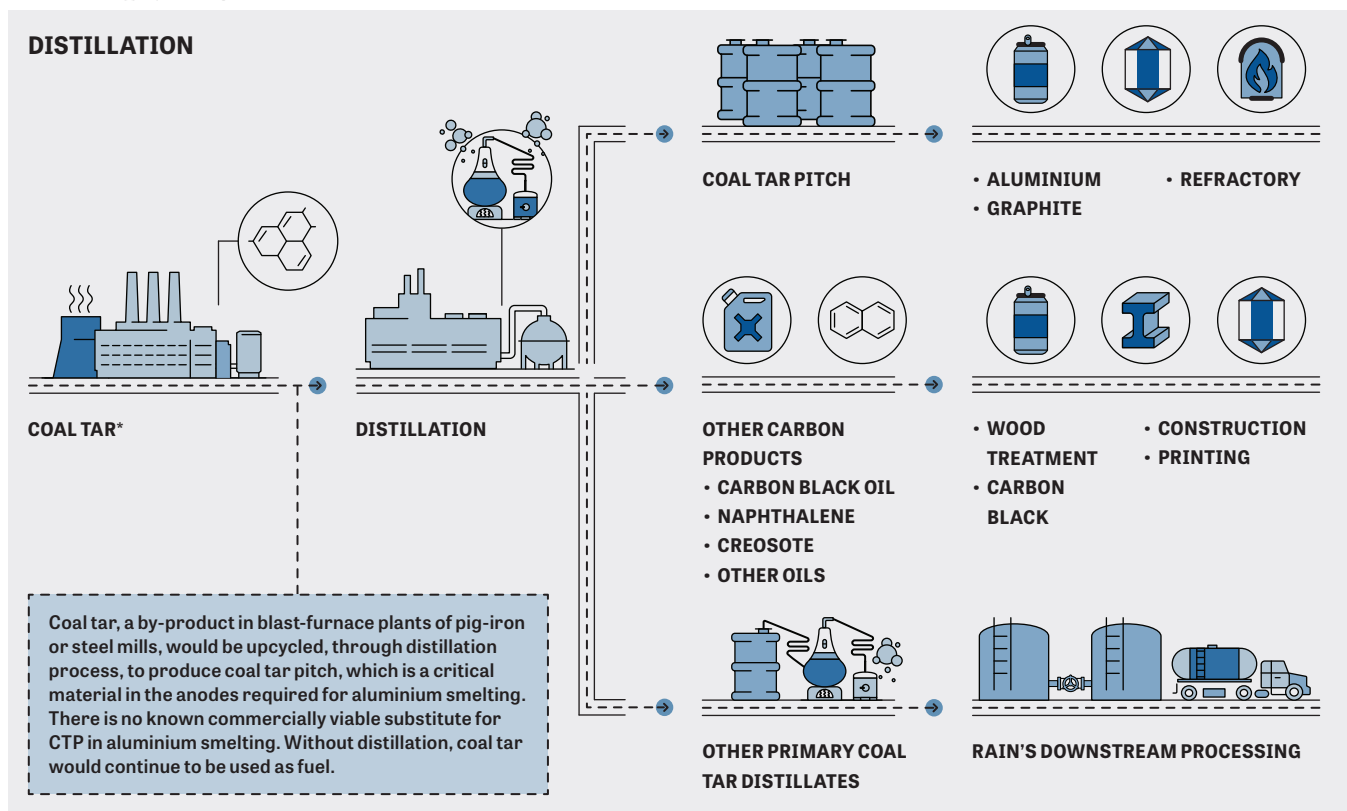 DISTILLATION
COAL TAR PITCH
• ALUMINIUM
• GRAPHITE
• REFRACTORY
COAL TAR*
DISTILLATION
OTHER CARBON
PRODUCTS
• CARBON BLACK OIL
• NAPHTHALENE
• CREOSOTE
• OTHER OILS
• WOOD
TREATMENT
• CARBON
BLACK
• CONSTRUCTION
• PRINTING
Coal tar, a by-product in blast-furnace plants of pig-iron
or steel mills, would be upcycled, through distillation
process, to produce coal tar pitch, which is a critical
material in the anodes required for aluminium smelting.
There is no known commercially viable substitute for
CTP in aluminium smelting. Without distillation, coal tar
would continue to be used as fuel.
OTHER PRIMARY COAL
TAR DISTILLATES
RAIN'S DOWNSTREAM PROCESSING